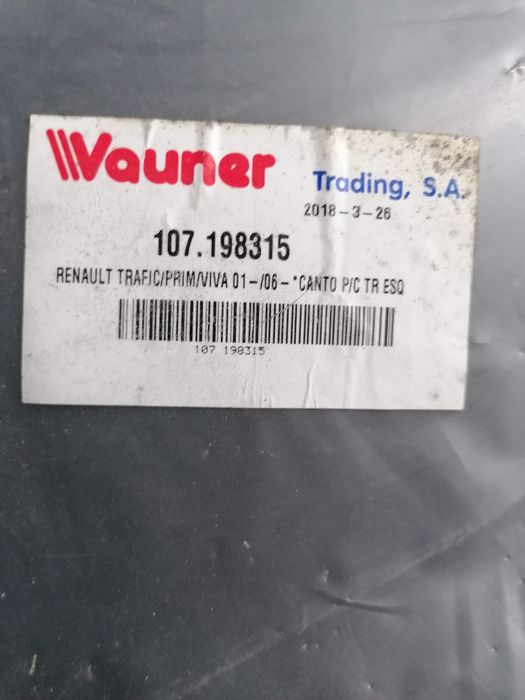 Vauner Trading, S.A.
2018-3-26
107.198315
RENAULT TRAFIC/PRIM/VIVA 01-/06-*CANTO P/C TR ESQ
107 198315